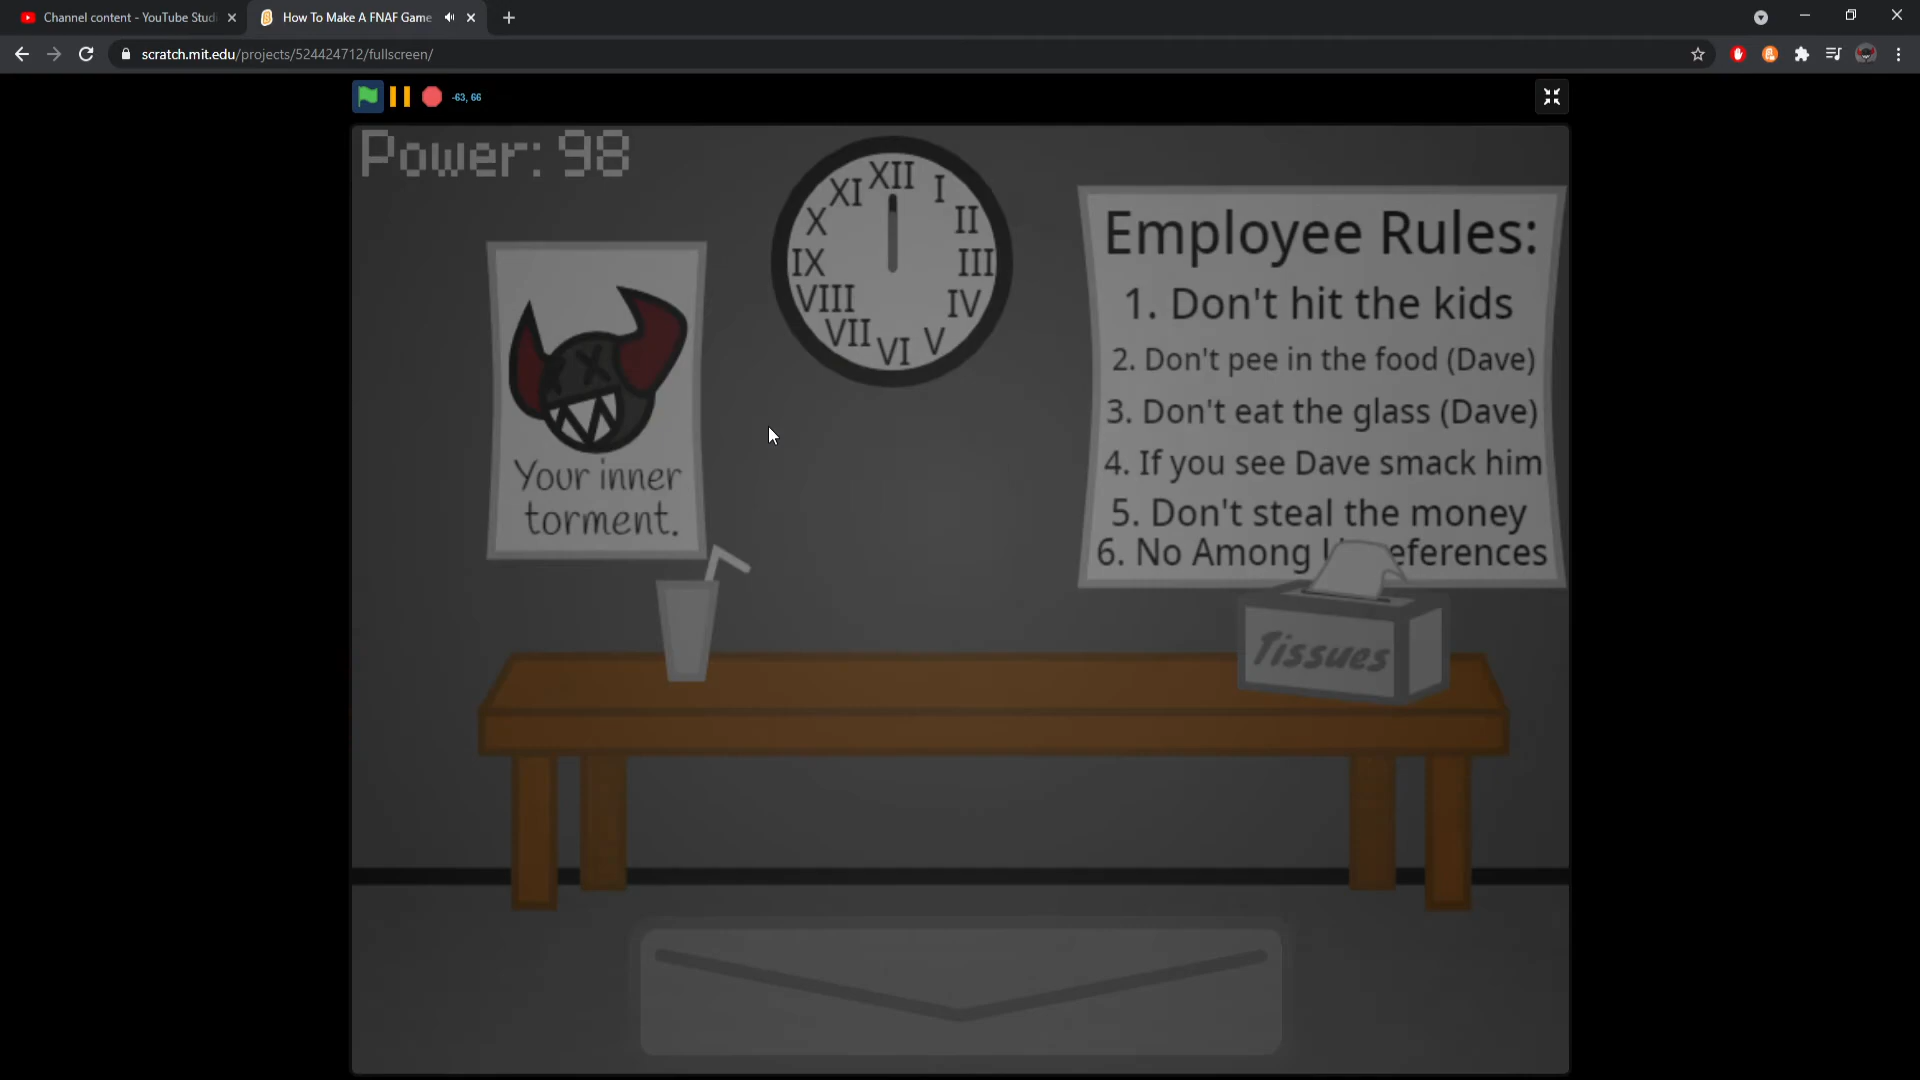 Channel content - YouTube Stud
How To Make A FNAF Game
scratch.mit.edu/projects/524424712/fullscreen/
-63, 66
Power: 98
XII
I
II
III
IV
V
VI
VII
VIII
IX
X
XI
Your inner
torment.
Employee Rules:
1. Don't hit the kids
2. Don't pee in the food (Dave)
3. Don't eat the glass (Dave)
4. If you see Dave smack him
5. Don't steal the money
6. No Among
Tissues